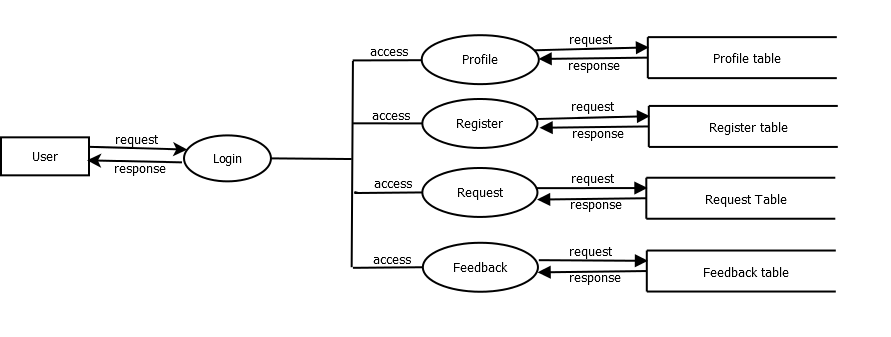 User
request
response
Login
access
Profile
request
response
Profile table
access
Register
request
response
Register table
access
Request
request
response
Request Table
access
Feedback
request
response
Feedback table